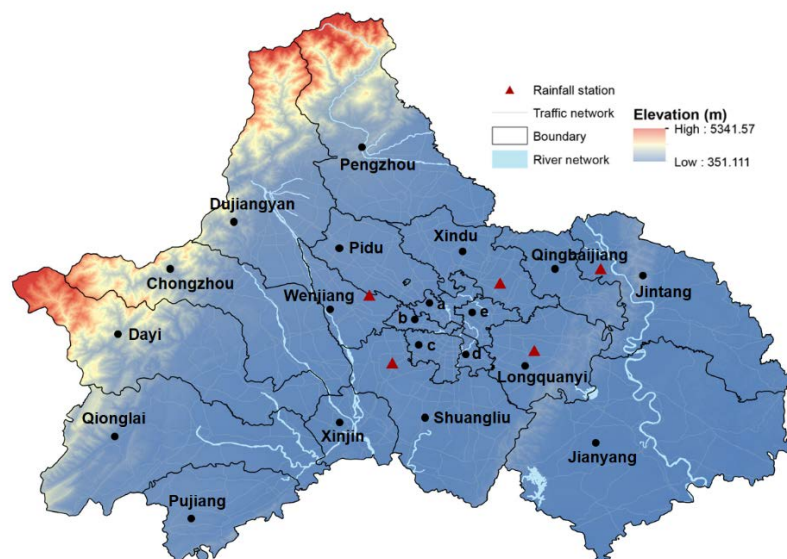 Rainfall station
Traffic network
Boundary
River network
Elevation (m)
High : 5341.57
Low : 351.111
Pengzhou
Dujiangyan
Pidu
Xindu
Qingbaijiang
Chongzhou
Jintang
Wenjiang
a
b
e
Dayi
c
d
Longquanyi
Qionglai
Xinjin
Shuangliu
Jianyang
Pujiang